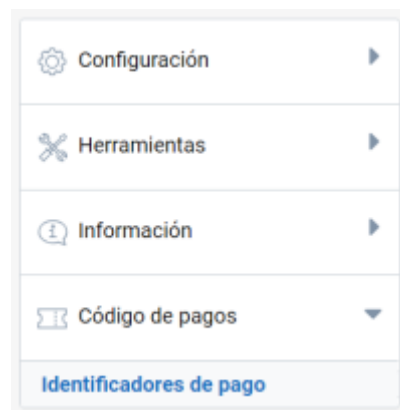 Configuración
Herramientas
Información
Código de pagos
Identificadores de pago